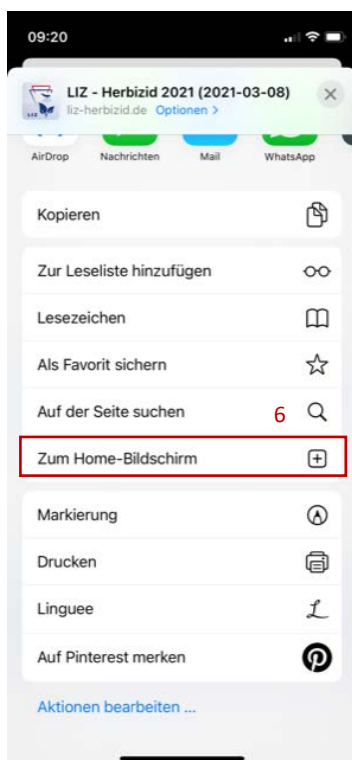 09:20
LIZ - Herbizid 2021 (2021-03-08)
liz-herbizid.de Optionen >
AirDrop Nachrichten Mail WhatsApp
Kopieren
Zur Leseliste hinzufügen
Lesezeichen
Als Favorit sichern
Auf der Seite suchen 6
Zum Home-Bildschirm
Markierung
Drucken
Linguee
Auf Pinterest merken
Aktionen bearbeiten ...